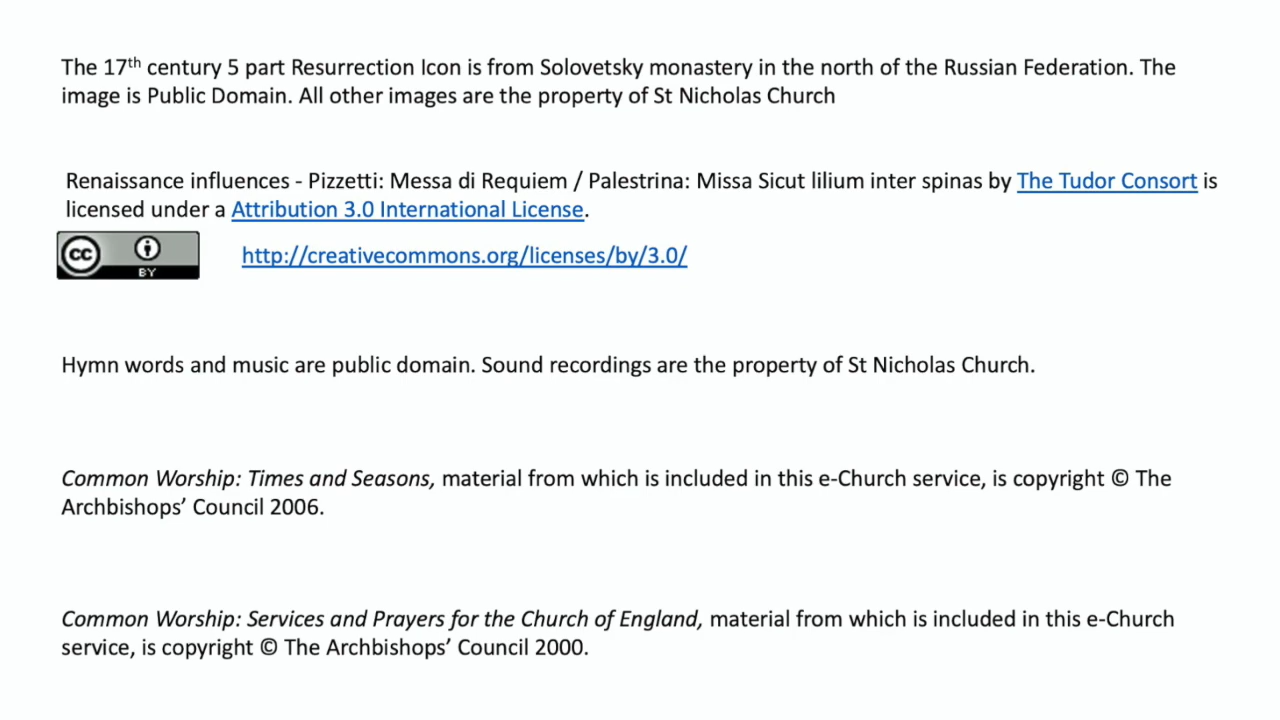 The 17th century 5 part Resurrection Icon is from Solovetsky monastery in the north of the Russian Federation. The
image is Public Domain. All other images are the property of St Nicholas Church
Renaissance influences - Pizzetti: Messa di Requiem / Palestrina: Missa Sicut lilium inter spinas by The Tudor Consort is
licensed under a Attribution 3.0 International License.
cc BY
http://creativecommons.org/licenses/by/3.0/
Hymn words and music are public domain. Sound recordings are the property of St Nicholas Church.
Common Worship: Times and Seasons, material from which is included in this e-Church service, is copyright © The
Archbishops’ Council 2006.
Common Worship: Services and Prayers for the Church of England, material from which is included in this e-Church
service, is copyright © The Archbishops’ Council 2000.